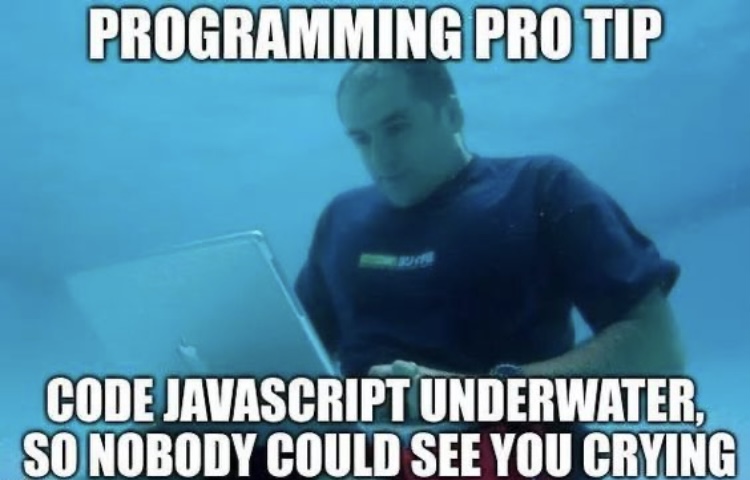 PROGRAMMING PRO TIP
CODE JAVASCRIPT UNDERWATER,
SO NOBODY COULD SEE YOU CRYING